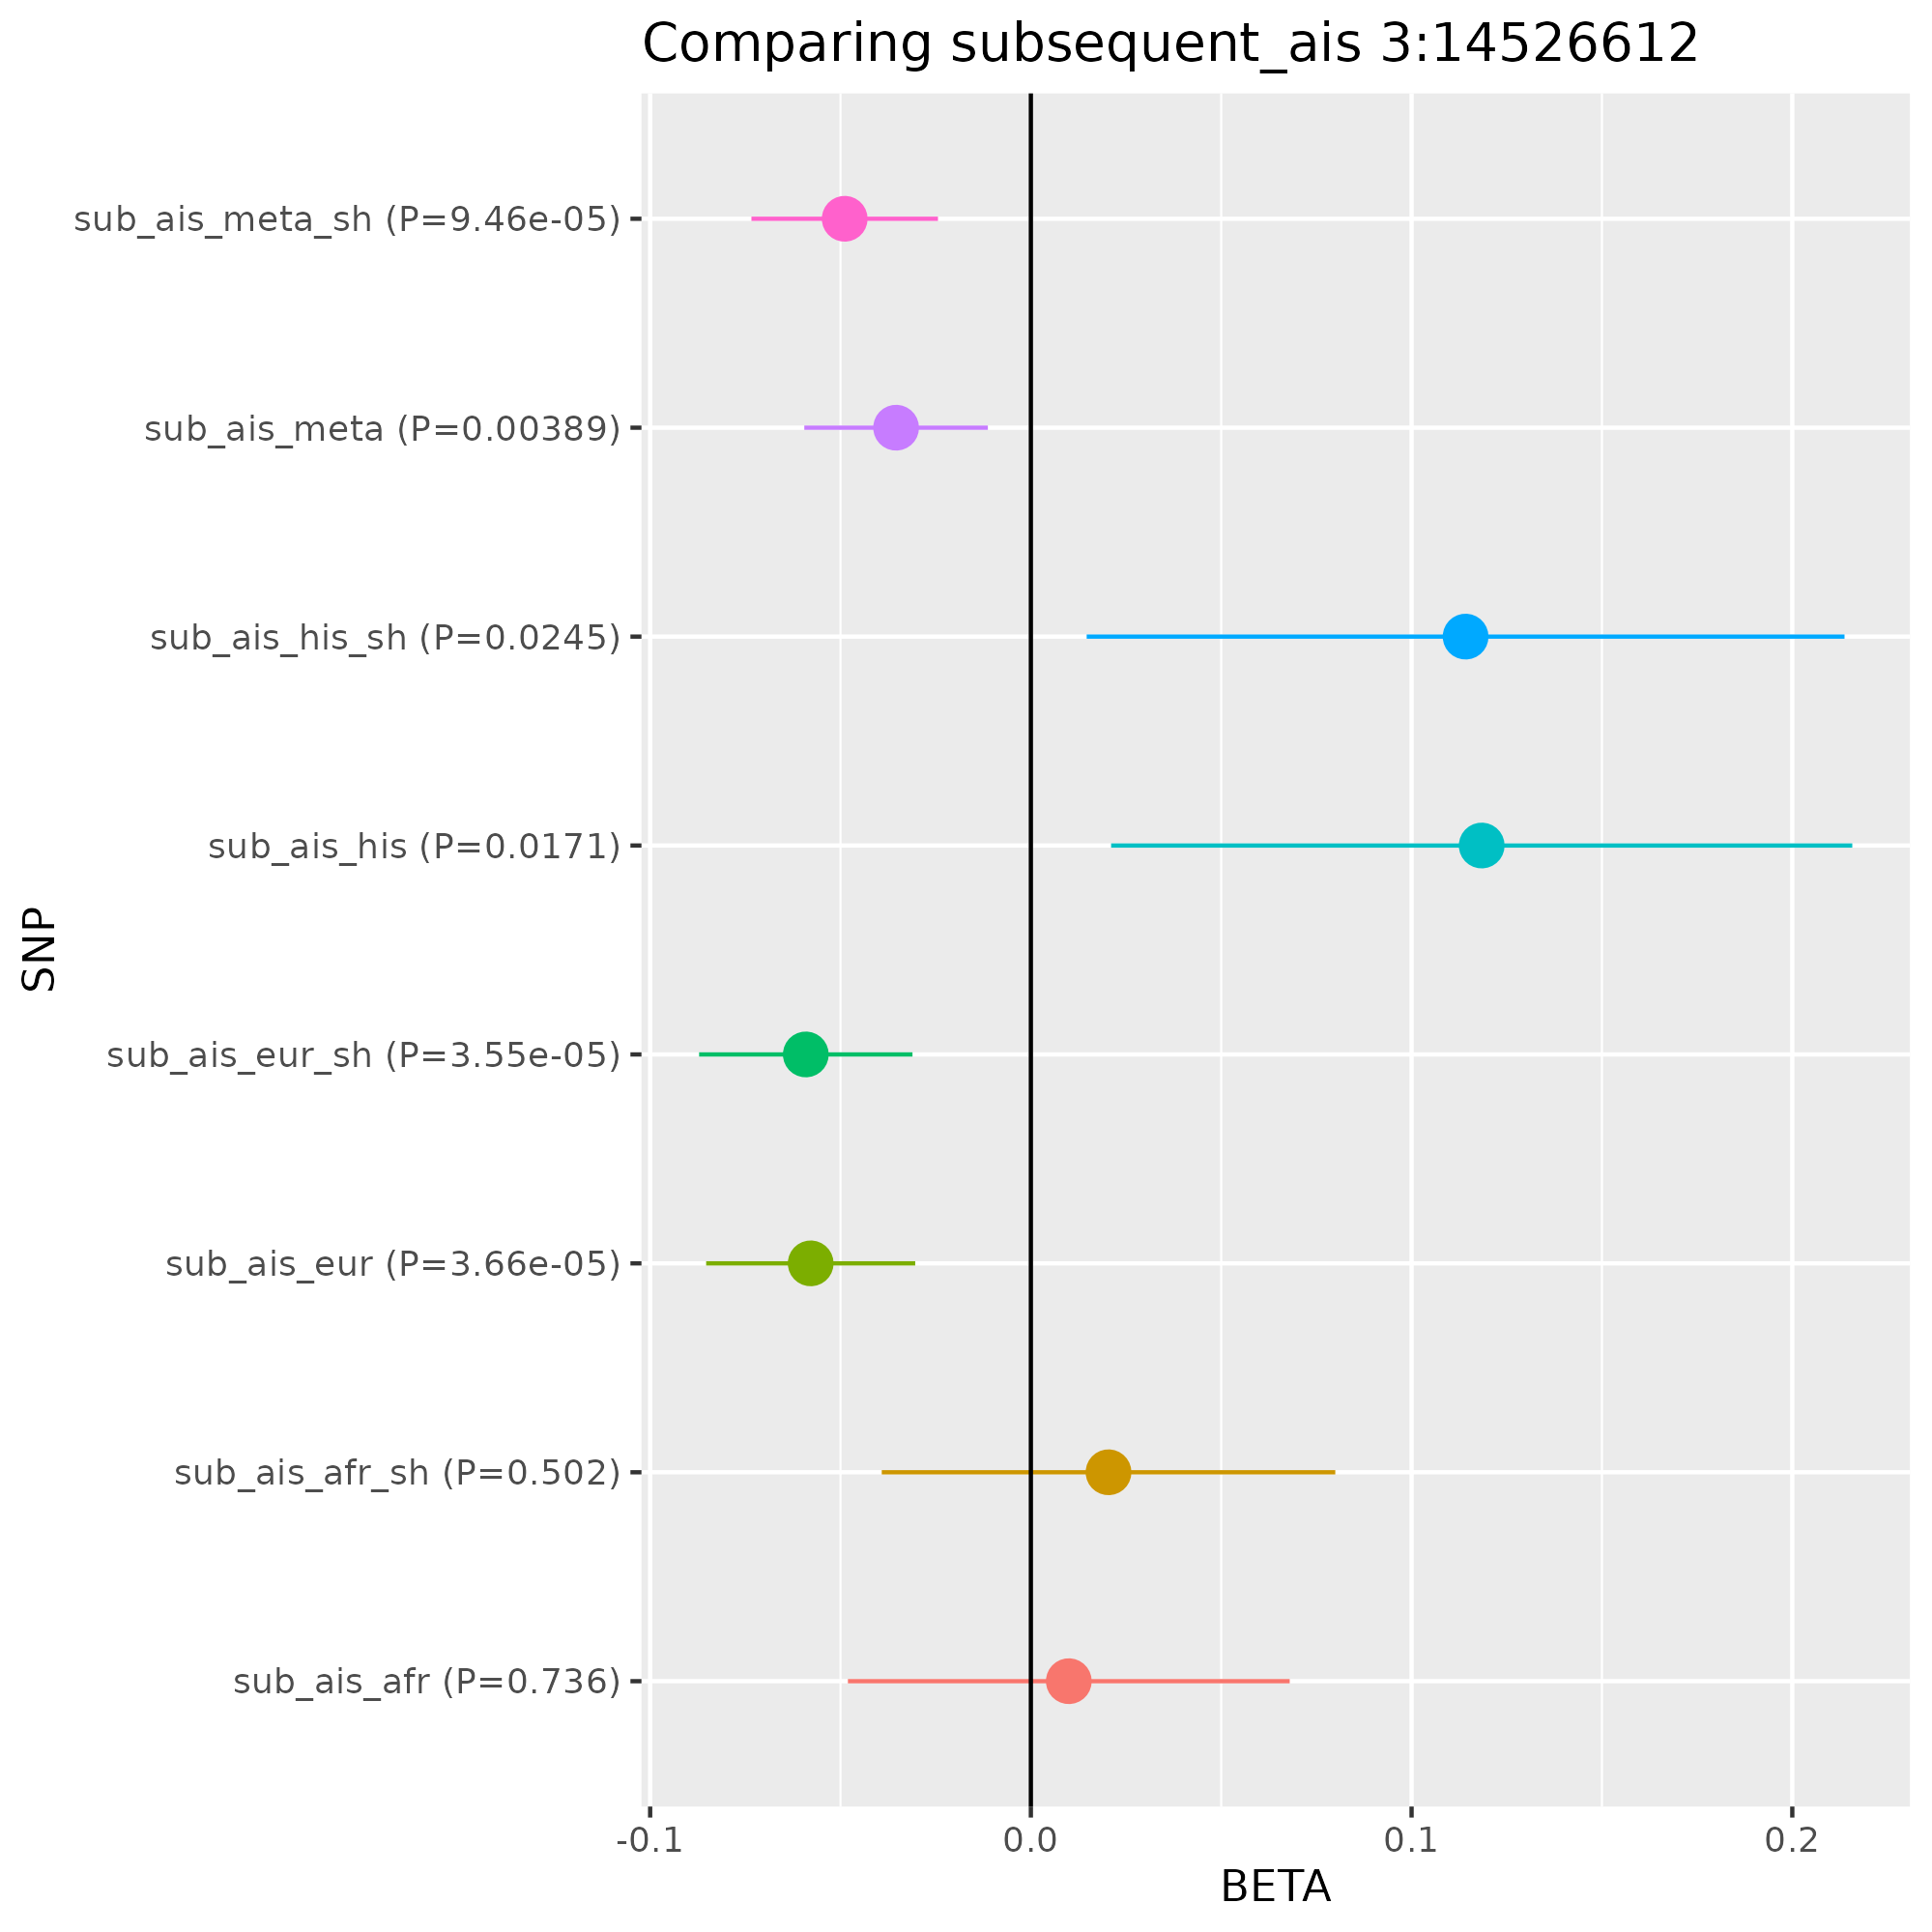 Comparing subsequent_ais 3:14526612
sub_ais_meta_sh (P=9.46e-05)
sub_ais_meta (P=0.00389)
sub_ais_his_sh (P=0.0245)
sub_ais_his (P=0.0171)
SNP
sub_ais_eur_sh (P=3.55e-05)
sub_ais_eur (P=3.66e-05)
sub_ais_afr_sh (P=0.502)
sub_ais_afr (P=0.736)
-0.1 0.0 0.1 0.2
BETA